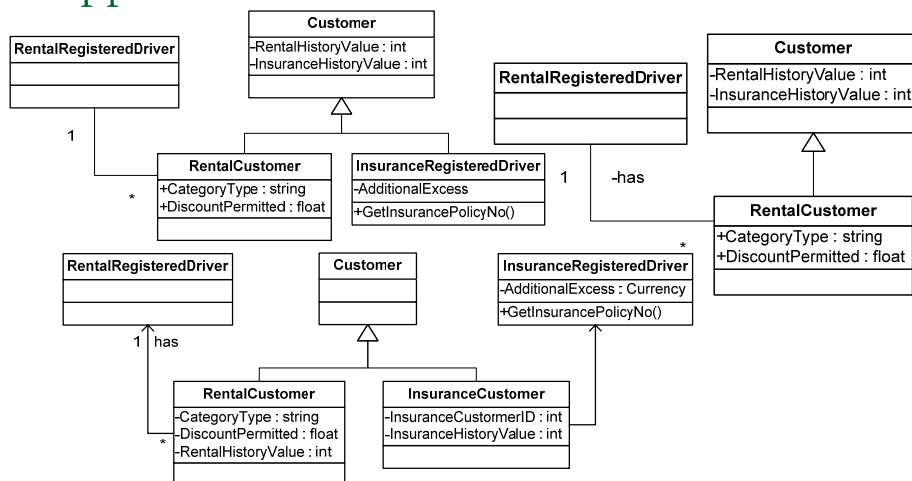 Customer
-RentalHistoryValue : int
-InsuranceHistoryValue : int
RentalRegisteredDriver
1
*
RentalCustomer
+CategoryType : string
+DiscountPermitted : float
InsuranceRegisteredDriver
-AdditionalExcess
+GetInsurancePolicyNo()
Customer
-RentalHistoryValue : int
-InsuranceHistoryValue : int
RentalRegisteredDriver
1
-has
*
RentalCustomer
+CategoryType : string
+DiscountPermitted : float
RentalRegisteredDriver
1 has
*
Customer
InsuranceRegisteredDriver
-AdditionalExcess : Currency
+GetInsurancePolicyNo()
RentalCustomer
-CategoryType : string
-DiscountPermitted : float
-RentalHistoryValue : int
InsuranceCustomer
-InsuranceCustormerID : int
-InsuranceHistoryValue : int